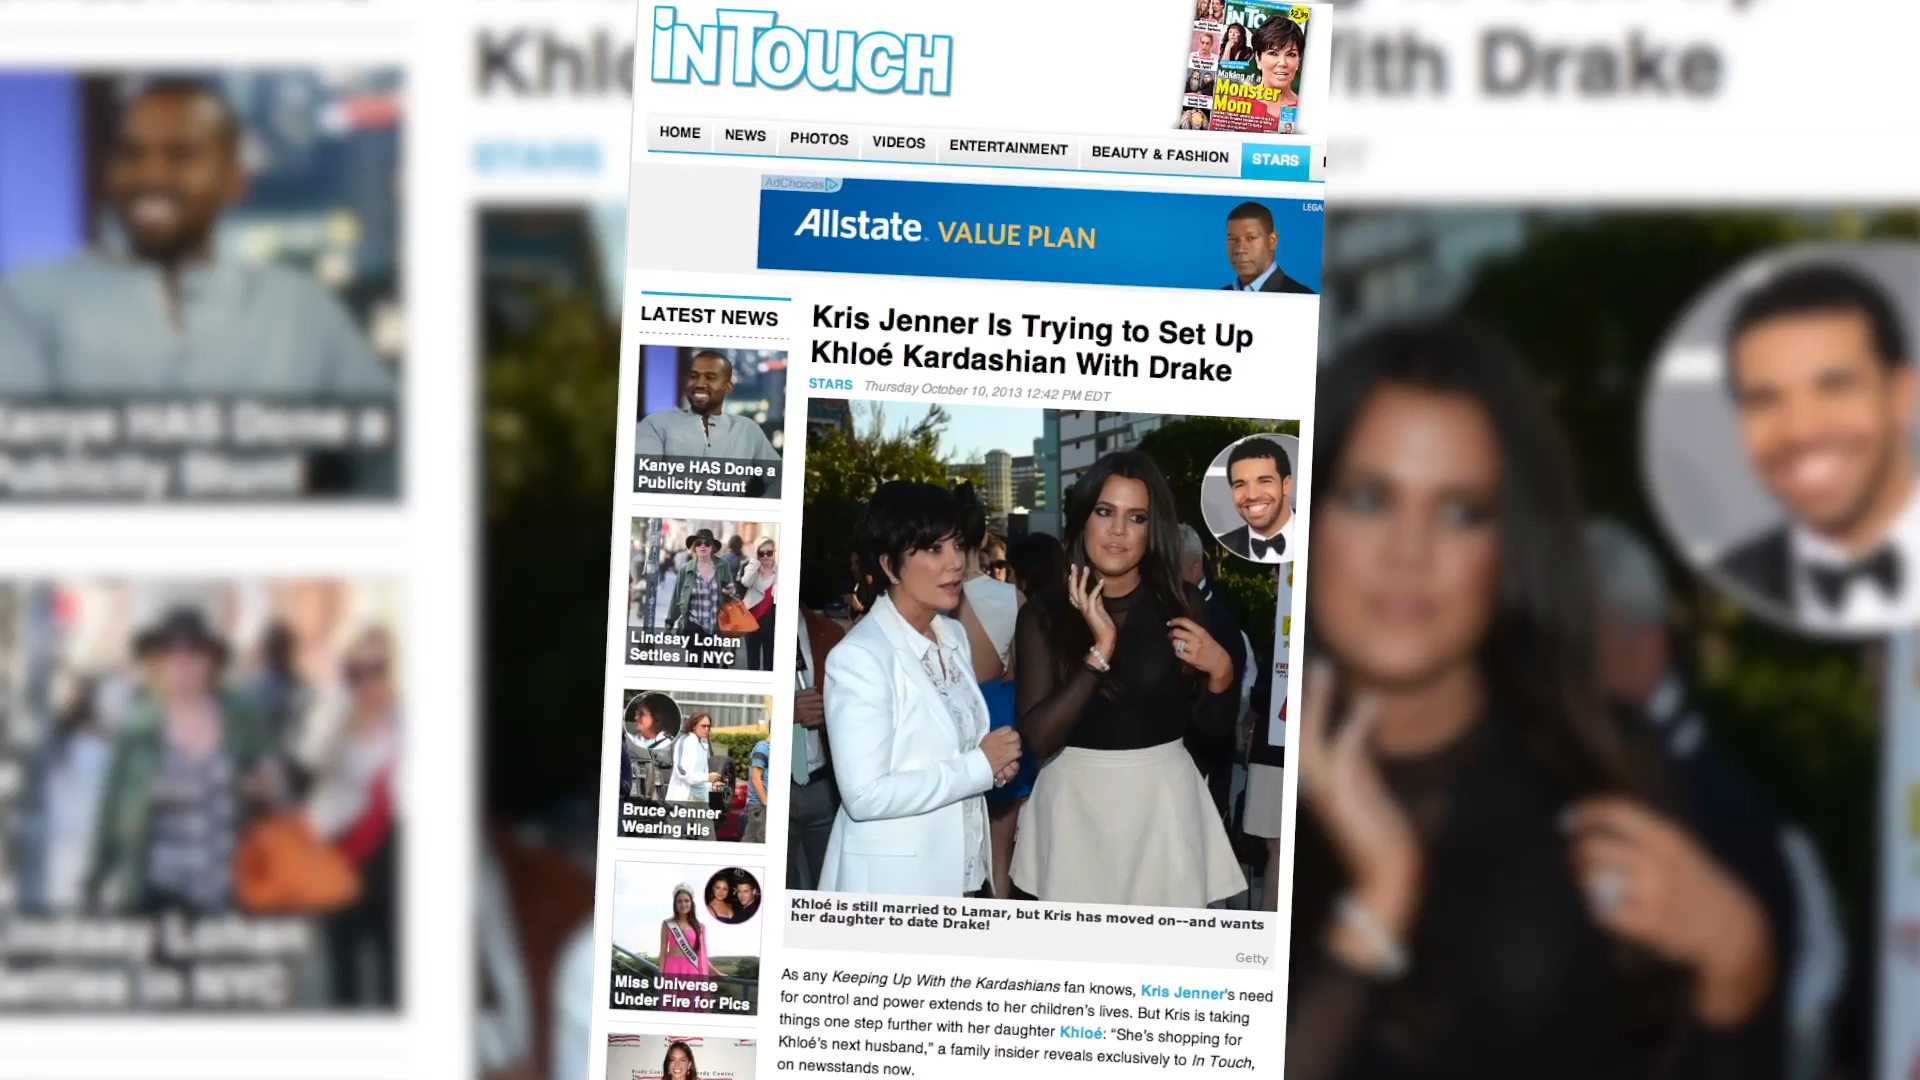 iNTOUCH
$2.99
Making of a
Monster
Mom
HOME NEWS PHOTOS VIDEOS ENTERTAINMENT BEAUTY & FASHION STARS
AdChoices
LEGA
Allstate. VALUE PLAN
LATEST NEWS
Kanye HAS Done a
Publicity Stunt
Lindsay Lohan
Settles in NYC
Bruce Jenner
Wearing His
Miss Universe
Under Fire for Pics
Kris Jenner Is Trying to Set Up
Khloé Kardashian With Drake
STARS Thursday October 10, 2013 12:42 PM EDT
Khloé is still married to Lamar, but Kris has moved on--and wants
her daughter to date Drake!
Getty
As any Keeping Up With the Kardashians fan knows, Kris Jenner's need
for control and power extends to her children's lives. But Kris is taking
things one step further with her daughter Khloé: “She's shopping for
Khloé's next husband,” a family insider reveals exclusively to In Touch,
on newsstands now.